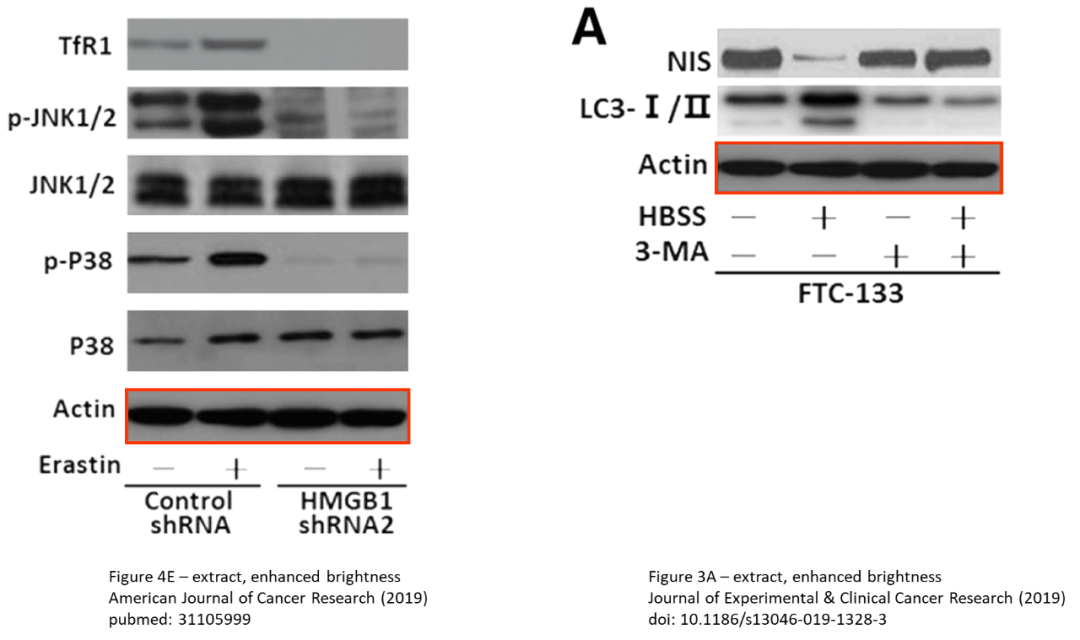 TfR1
p-JNK1/2
JNK1/2
p-P38
P38
Actin
Erastin — + — +
Control shRNA HMGB1 shRNA2
Figure 4E – extract, enhanced brightness
American Journal of Cancer Research (2019)
pubmed: 31105999
A
NIS
LC3- I /II
Actin
HBSS — + — +
3-MA — — + +
FTC-133
Figure 3A – extract, enhanced brightness
Journal of Experimental & Clinical Cancer Research (2019)
doi: 10.1186/s13046-019-1328-3